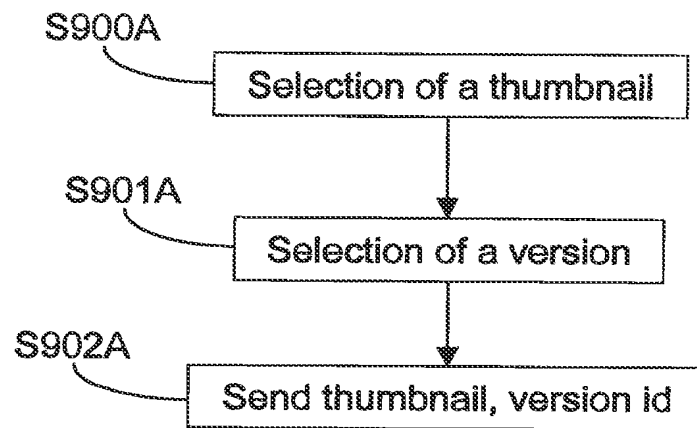 S900A
Selection of a thumbnail
S901A
Selection of a version
S902A
Send thumbnail, version id